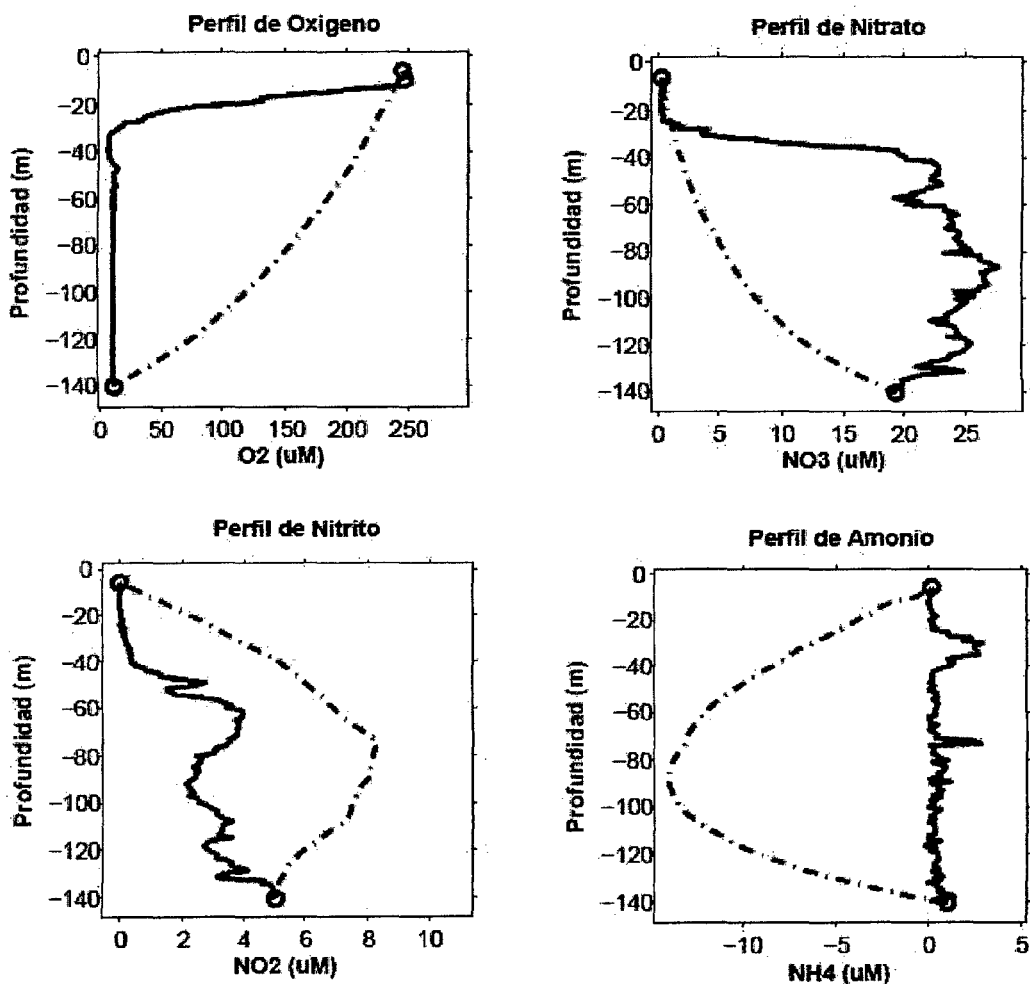 Perfil de Oxigeno
0
−20
−40
−60
−80
−100
−120
−140
Profundidad (m)
0 50 100 150 200 250
O2 (uM)
Perfil de Nitrato
0
−20
−40
−60
−80
−100
−120
−140
Profundidad (m)
0 5 10 15 20 25
NO3 (uM)
Perfil de Nitrito
0
−20
−40
−60
−80
−100
−120
−140
Profundidad (m)
0 2 4 6 8 10
NO2 (uM)
Perfil de Amonio
0
−20
−40
−60
−80
−100
−120
−140
Profundidad (m)
−10 −5 0 5
NH4 (uM)